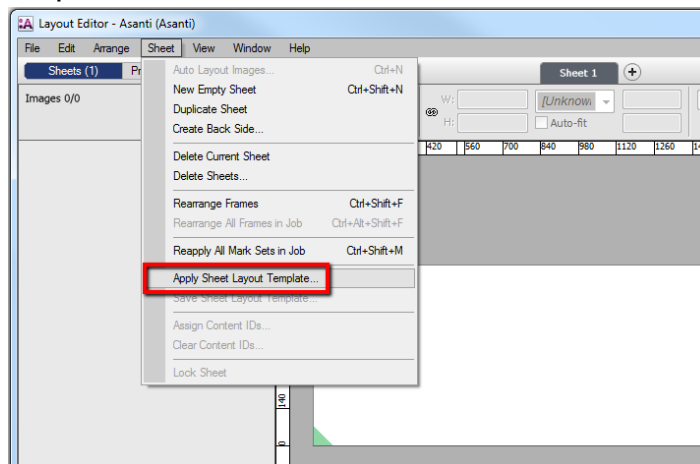 Layout Editor - Asanti (Asanti)
File Edit Arrange Sheet View Window Help
Sheets (1) Pr
Sheet 1
Images 0/0
W:
[Unknow
H:
Auto-fit
420 560 700 840 980 1120 1260
Auto Layout Images... Ctrl+N
New Empty Sheet Ctrl+Shift+N
Duplicate Sheet
Create Back Side...
Delete Current Sheet
Delete Sheets...
Rearrange Frames Ctrl+Shift+F
Rearrange All Frames in Job Ctrl+Alt+Shift+F
Reapply All Mark Sets in Job Ctrl+Shift+M
Apply Sheet Layout Template...
Save Sheet Layout Template...
Assign Content IDs...
Clear Content IDs...
Lock Sheet
140
0